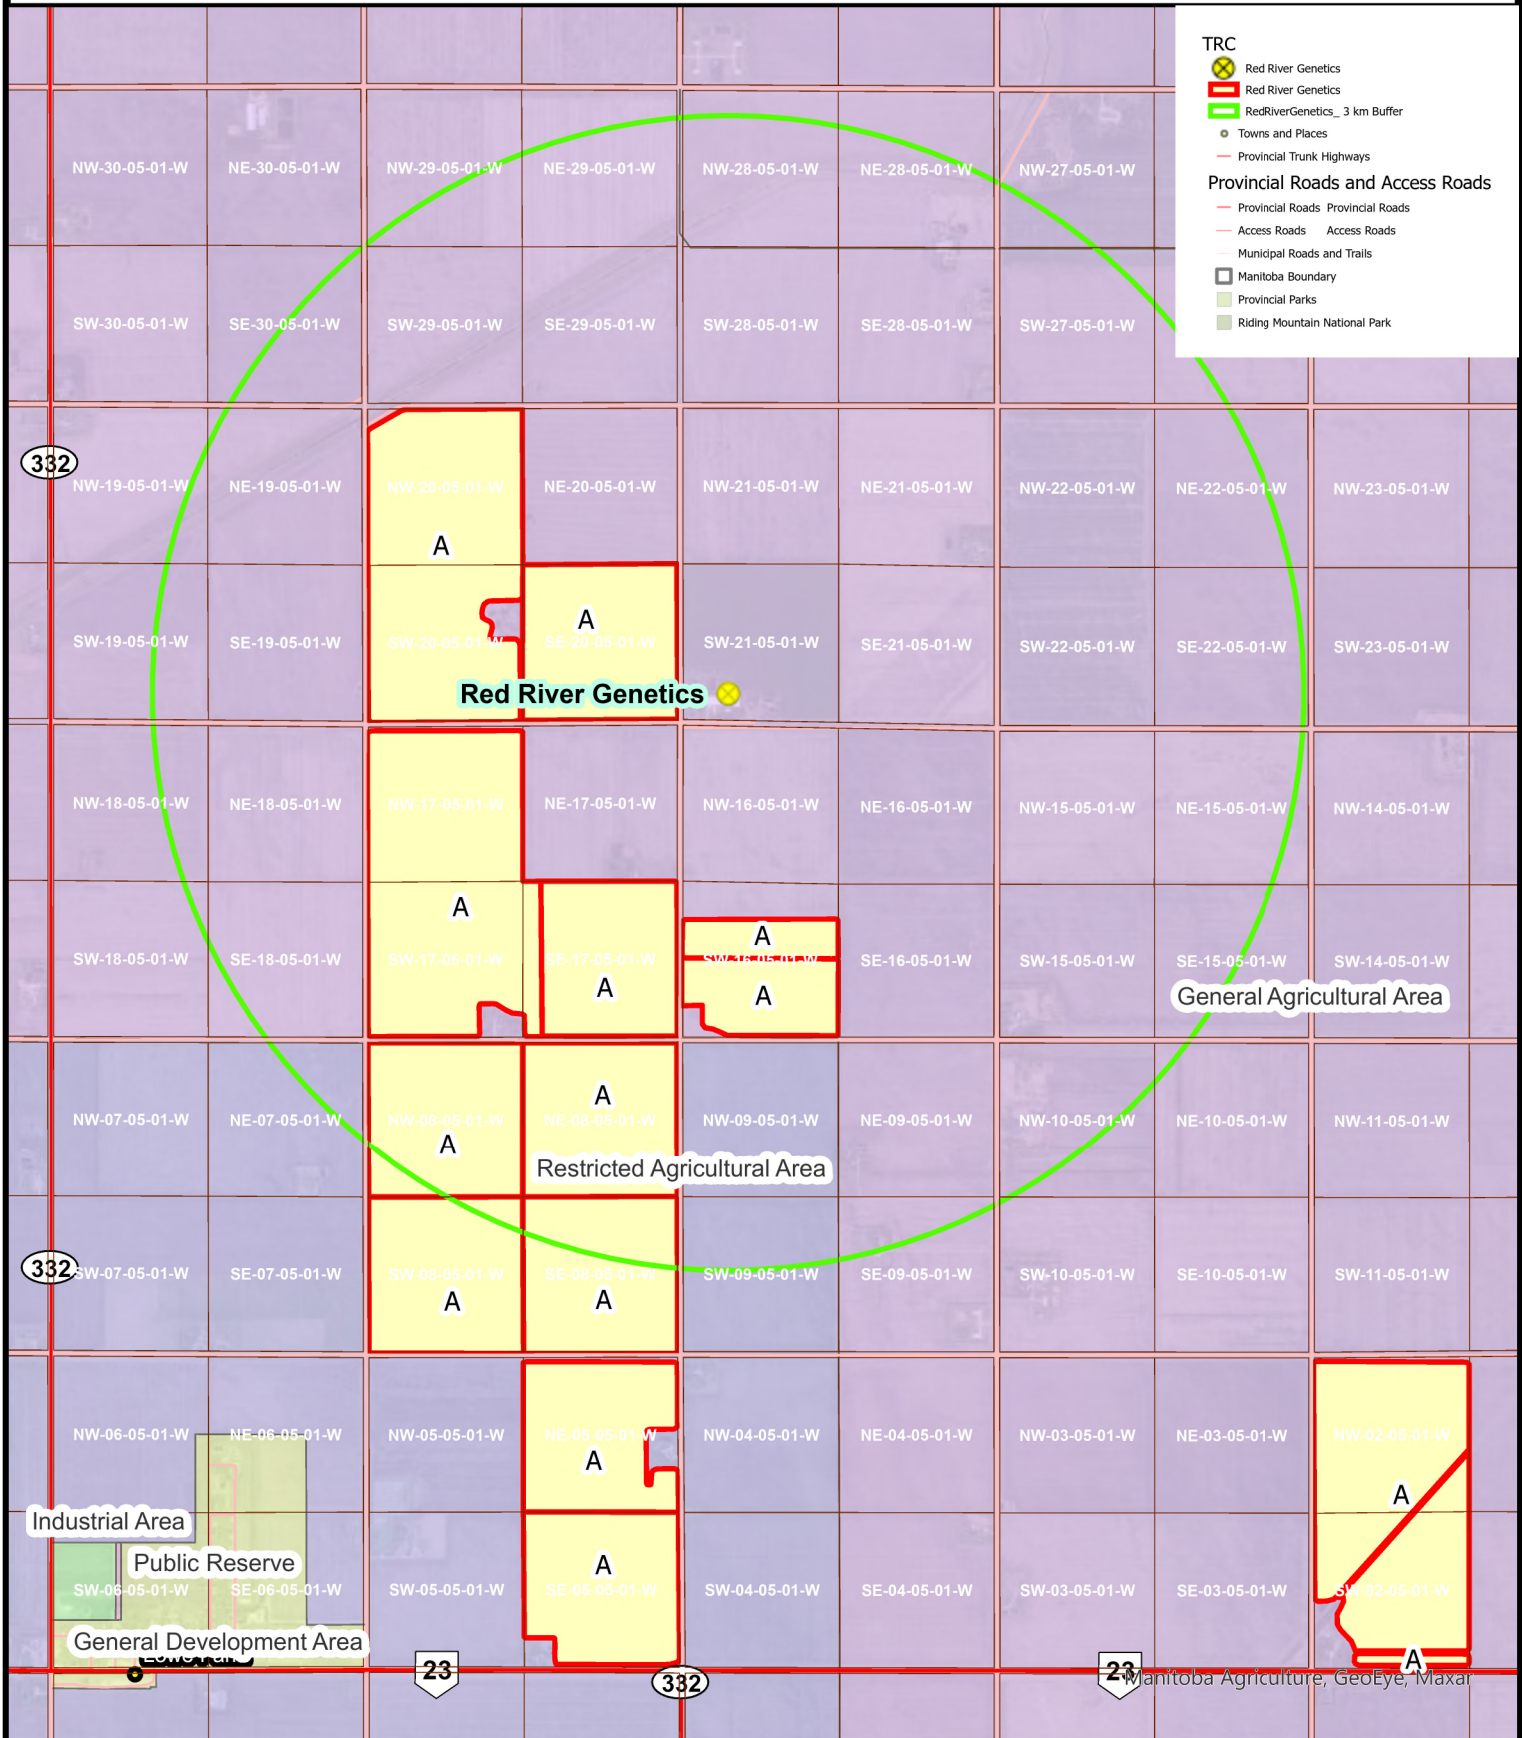 TRC
Red River Genetics
Red River Genetics
RedRiverGenetics_ 3 km Buffer
Towns and Places
Provincial Trunk Highways
Provincial Roads and Access Roads
Provincial Roads Provincial Roads
Access Roads Access Roads
Municipal Roads and Trails
Manitoba Boundary
Provincial Parks
Riding Mountain National Park
NW-30-05-01-W NE-30-05-01-W NW-29-05-01-W NE-29-05-01-W NW-28-05-01-W NE-28-05-01-W NW-27-05-01-W
SW-30-05-01-W SE-30-05-01-W SW-29-05-01-W SE-29-05-01-W SW-28-05-01-W SE-28-05-01-W SW-27-05-01-W
332
NW-19-05-01-W NE-19-05-01-W NW-20-05-01-W NE-20-05-01-W NW-21-05-01-W NE-21-05-01-W NW-22-05-01-W NE-22-05-01-W NW-23-05-01-W
A
A
SW-19-05-01-W SE-19-05-01-W SW-20-05-01-W SE-20-05-01-W SW-21-05-01-W SE-21-05-01-W SW-22-05-01-W SE-22-05-01-W SW-23-05-01-W
Red River Genetics
NW-18-05-01-W NE-18-05-01-W NW-17-05-01-W NE-17-05-01-W NW-16-05-01-W NE-16-05-01-W NW-15-05-01-W NE-15-05-01-W NW-14-05-01-W
A
A
SW-18-05-01-W SE-18-05-01-W SW-17-05-01-W SE-17-05-01-W SW-16-05-01-W SE-16-05-01-W SW-15-05-01-W SE-15-05-01-W SW-14-05-01-W
A
A
General Agricultural Area
A
NW-07-05-01-W NE-07-05-01-W NW-08-05-01-W NE-08-05-01-W NW-09-05-01-W NE-09-05-01-W NW-10-05-01-W NE-10-05-01-W NW-11-05-01-W
A
Restricted Agricultural Area
332
SW-07-05-01-W SE-07-05-01-W SW-08-05-01-W SE-08-05-01-W SW-09-05-01-W SE-09-05-01-W SW-10-05-01-W SE-10-05-01-W SW-11-05-01-W
A
A
NW-06-05-01-W NE-06-05-01-W NW-05-05-01-W NE-05-05-01-W NW-04-05-01-W NE-04-05-01-W NW-03-05-01-W NE-03-05-01-W NW-02-05-01-W
A
A
Industrial Area
Public Reserve
A
SW-06-05-01-W SE-06-05-01-W SW-05-05-01-W SE-05-05-01-W SW-04-05-01-W SE-04-05-01-W SW-03-05-01-W SE-03-05-01-W SW-02-05-01-W
General Development Area
A
23
332
23
Manitoba Agriculture, GeoEye, Maxar